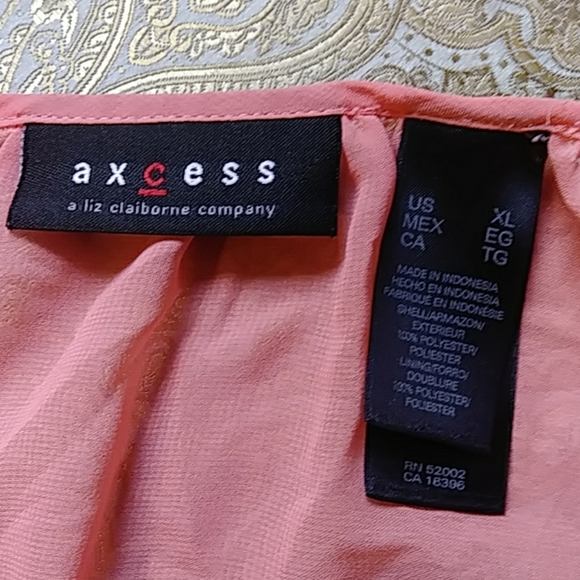 axcess
a liz claiborne company
US XL
MEX EG
CA TG
MADE IN INDONESIA
HECHO EN INDONESIA
FABRIQUÉ EN INDONÉSIE
SHELL/ARMAZON/
EXTERIEUR
100% POLYESTER/
POLIESTER
LINING/FORRO/
DOUBLURE
100% POLYESTER/
POLIESTER
RN 52002
CA 18396